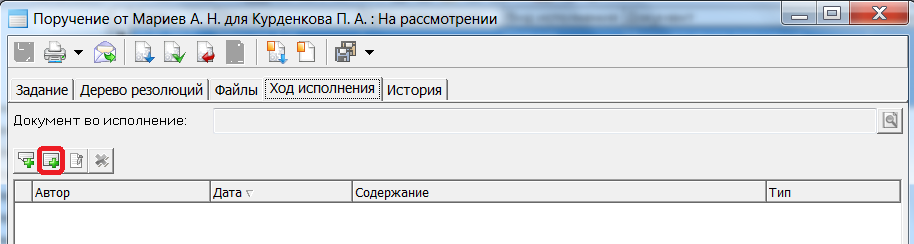 Поручение от Мариев А. Н. для Курденкова П. А. : На рассмотрении
Задание Дерево резолюций Файлы Ход исполнения История
Документ во исполнение:
Автор Дата Содержание Тип